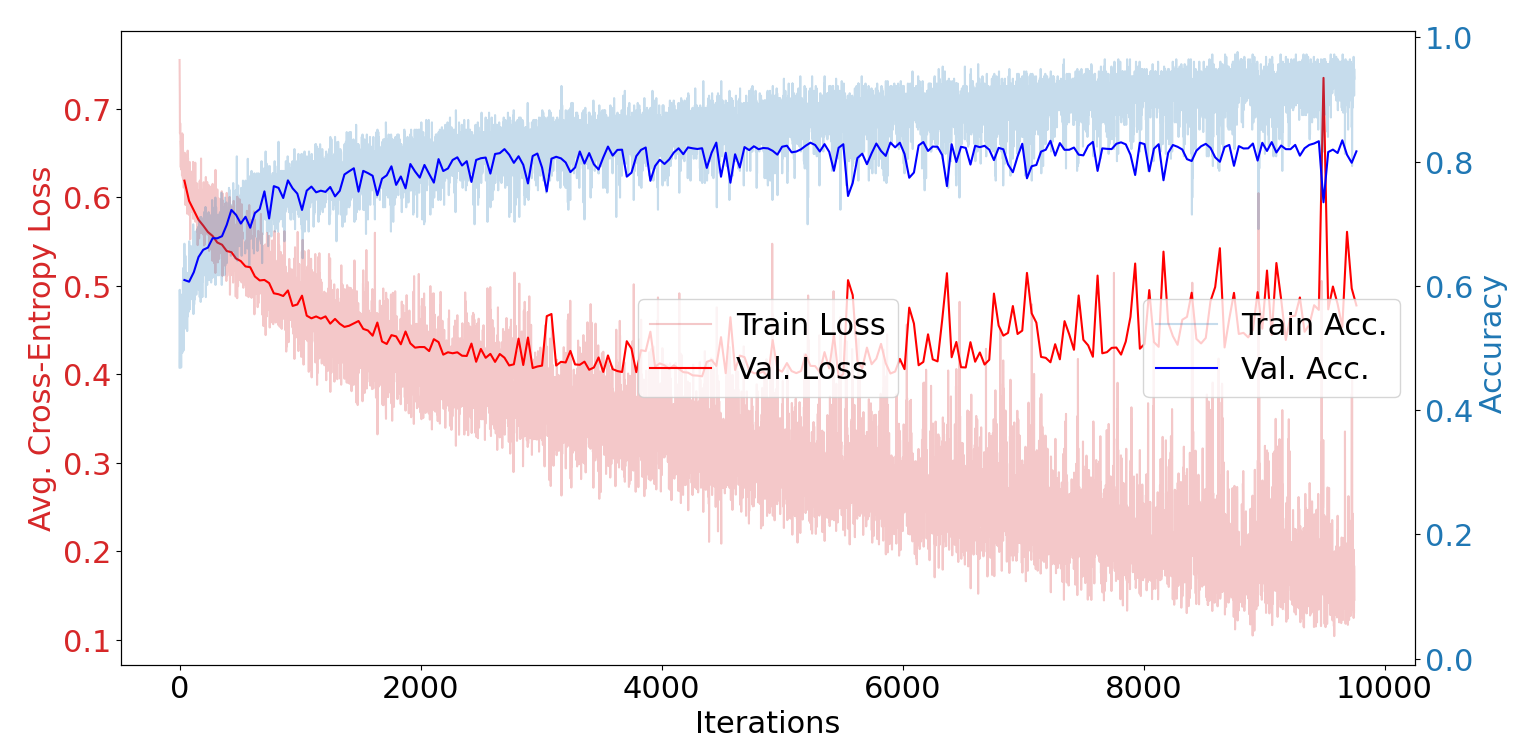 Avg. Cross-Entropy Loss
0.7
0.6
0.5
0.4
0.3
0.2
0.1
1.0
0.8
0.6
0.4
0.2
0.0
Accuracy
Train Loss
Val. Loss
Train Acc.
Val. Acc.
0 2000 4000 6000 8000 10000
Iterations